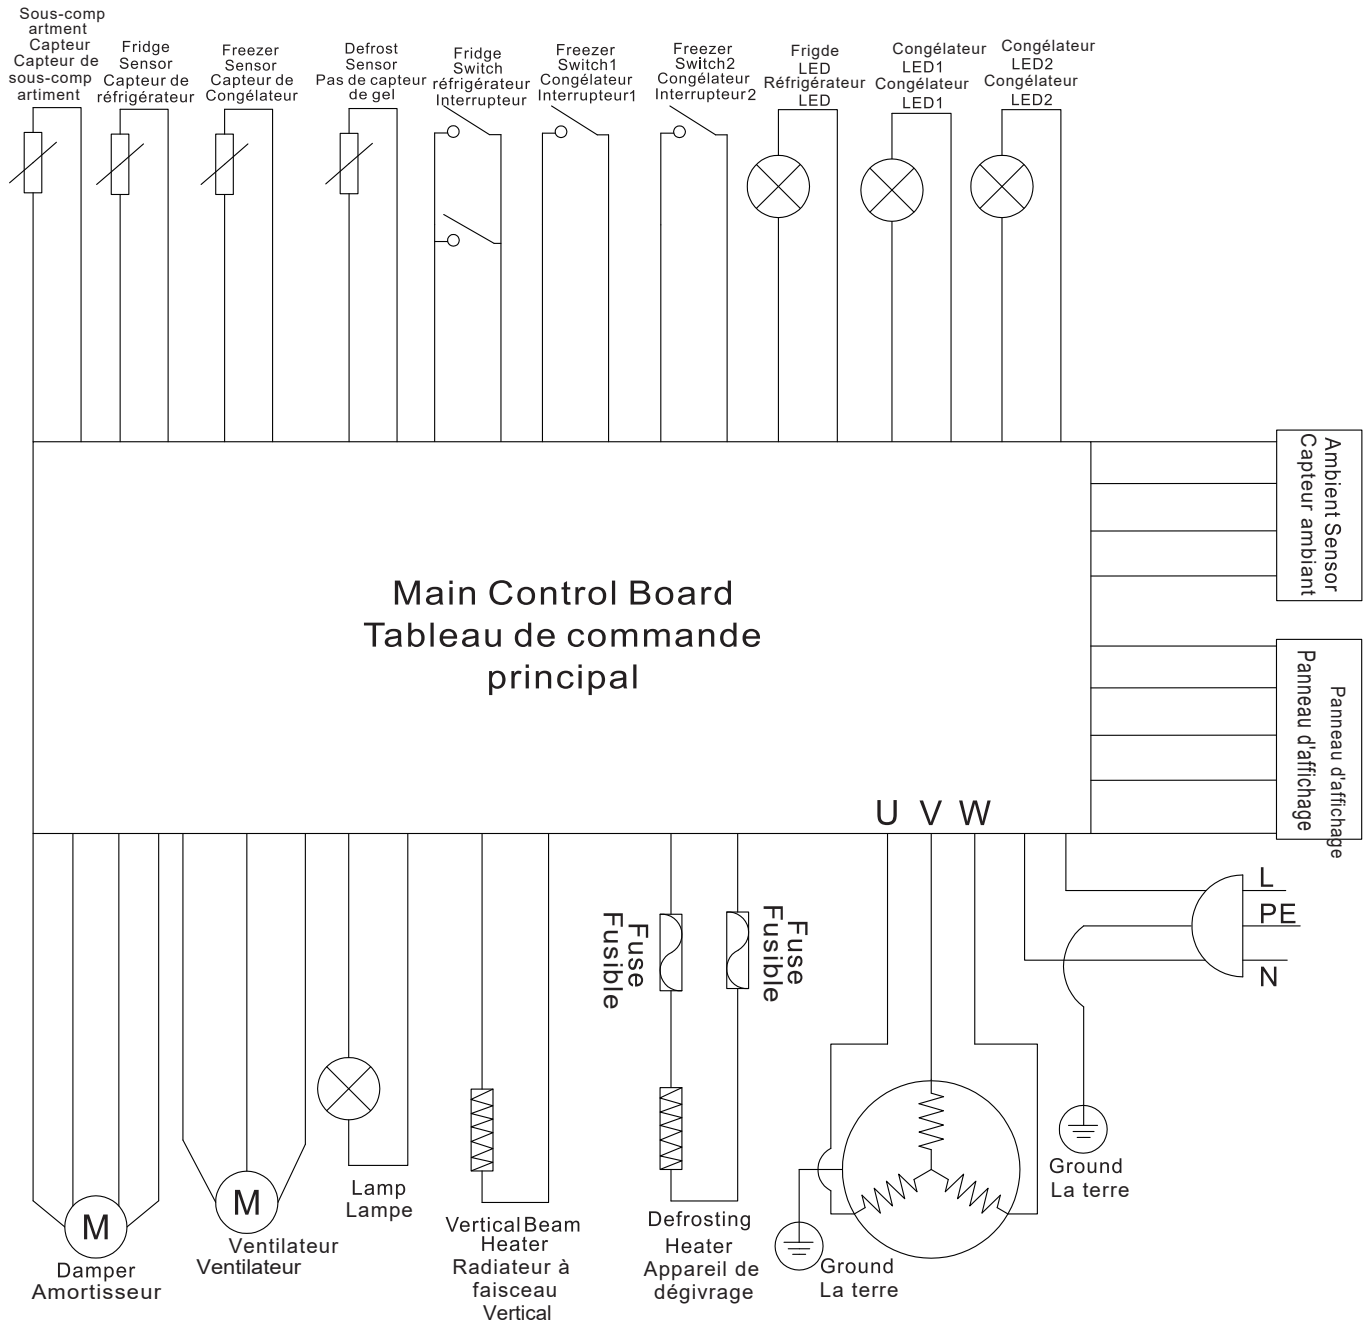 Sous-comp
artment
Capteur
Capteur de
sous-comp
artiment
Fridge
Sensor
Capteur de
réfrigérateur
Freezer
Sensor
Capteur de
Congélateur
Defrost
Sensor
Pas de capteur
de gel
Fridge
Switch
réfrigérateur
Interrupteur
Freezer
Switch1
Congélateur
Interrupteur1
Freezer
Switch2
Congélateur
Interrupteur2
Frigde
LED
Réfrigérateur
LED
Congélateur
LED1
Congélateur
LED1
Congélateur
LED2
Congélateur
LED2
Ambient Sensor
Capteur ambiant
Main Control Board
Tableau de commande
principal
Panneau d'affichage
Panneau d'affichage
U V W
L
PE
N
Fuse
Fusible
Fuse
Fusible
M
Damper
Amortisseur
M
Ventilateur
Ventilateur
Lamp
Lampe
Vertical Beam
Heater
Radiateur à
faisceau
Vertical
Defrosting
Heater
Appareil de
dégivrage
Ground
La terre
Ground
La terre